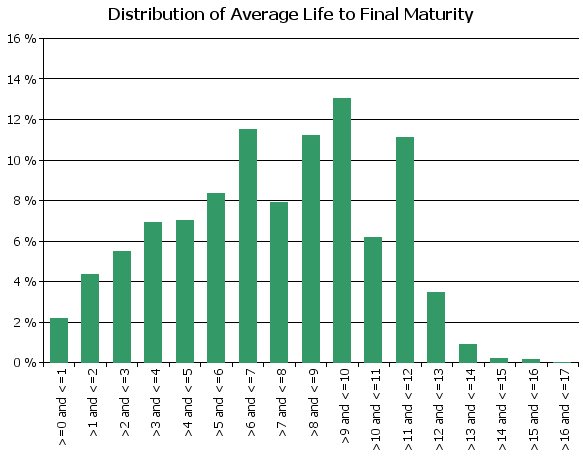 Distribution of Average Life to Final Maturity
16 %
14 %
12 %
10 %
8 %
6 %
4 %
2 %
0 %
>=0 and <=1
>1 and <=2
>2 and <=3
>3 and <=4
>4 and <=5
>5 and <=6
>6 and <=7
>7 and <=8
>8 and <=9
>9 and <=10
>10 and <=11
>11 and <=12
>12 and <=13
>13 and <=14
>14 and <=15
>15 and <=16
>16 and <=17